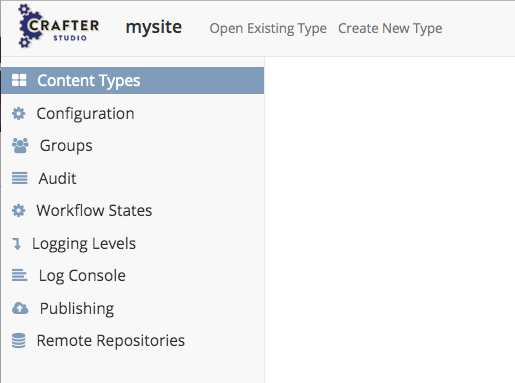 CRAFTER
STUDIO
mysite Open Existing Type Create New Type
Content Types
Configuration
Groups
Audit
Workflow States
Logging Levels
Log Console
Publishing
Remote Repositories